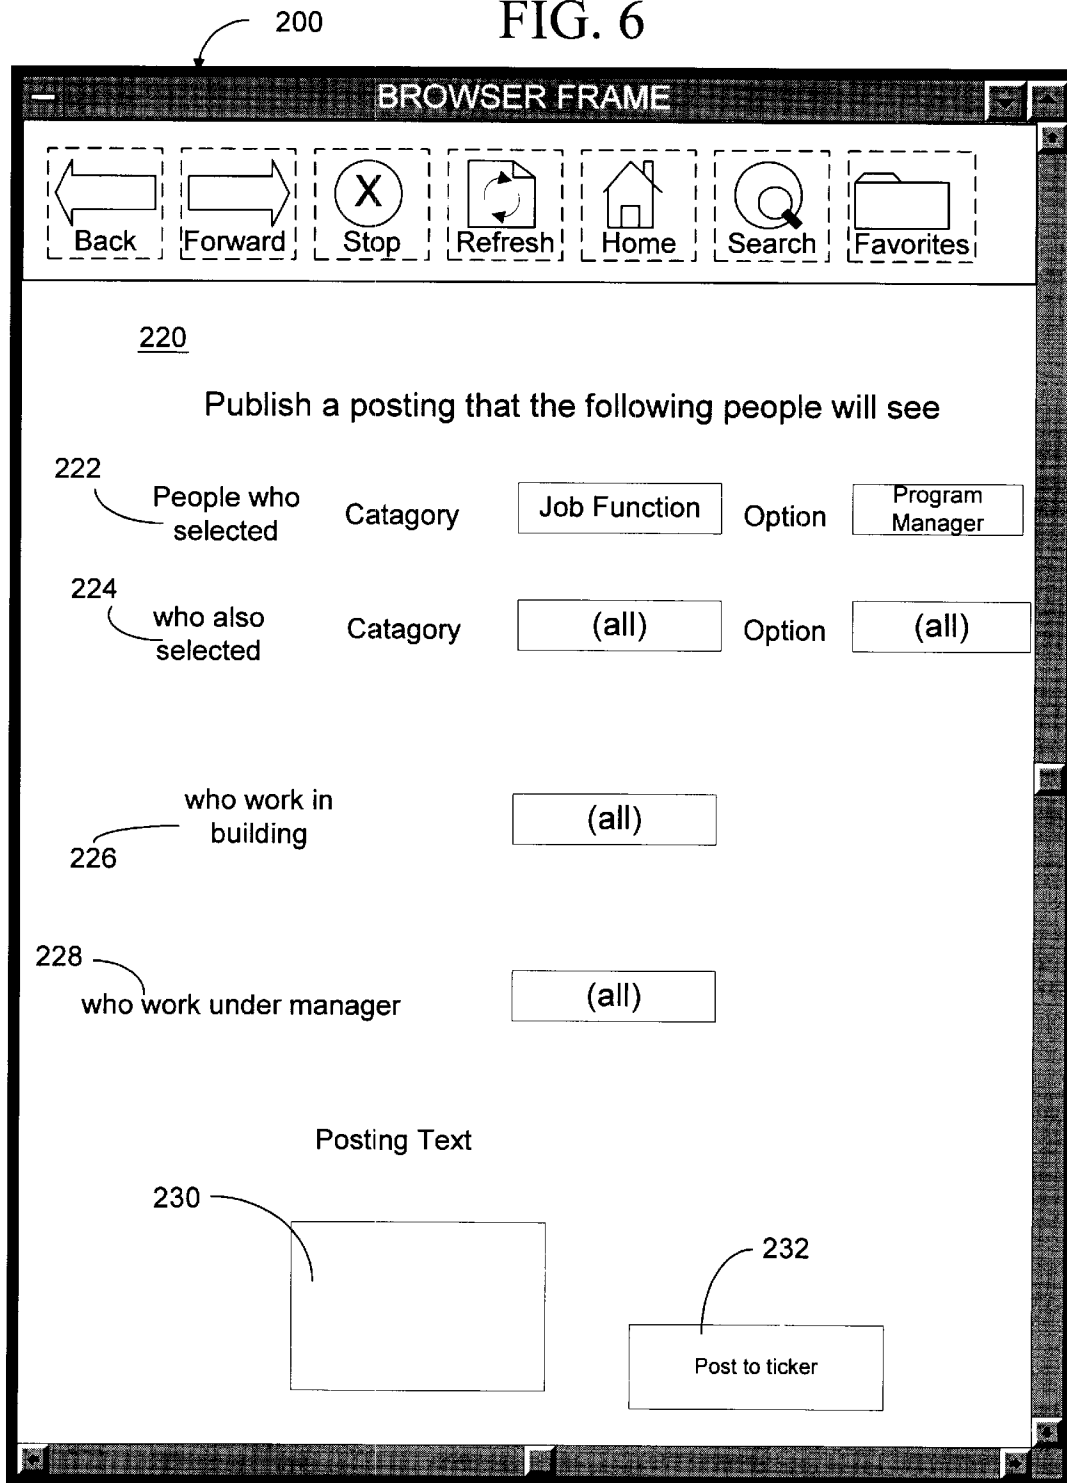 200
FIG. 6
BROWSER FRAME
X
Back Forward Stop Refresh Home Search Favorites
220
Publish a posting that the following people will see
222
People who
selected
Catagory
Job Function
Option
Program
Manager
224
who also
selected
Catagory
(all)
Option
(all)
who work in
building
(all)
226
228
who work under manager
(all)
Posting Text
230
232
Post to ticker